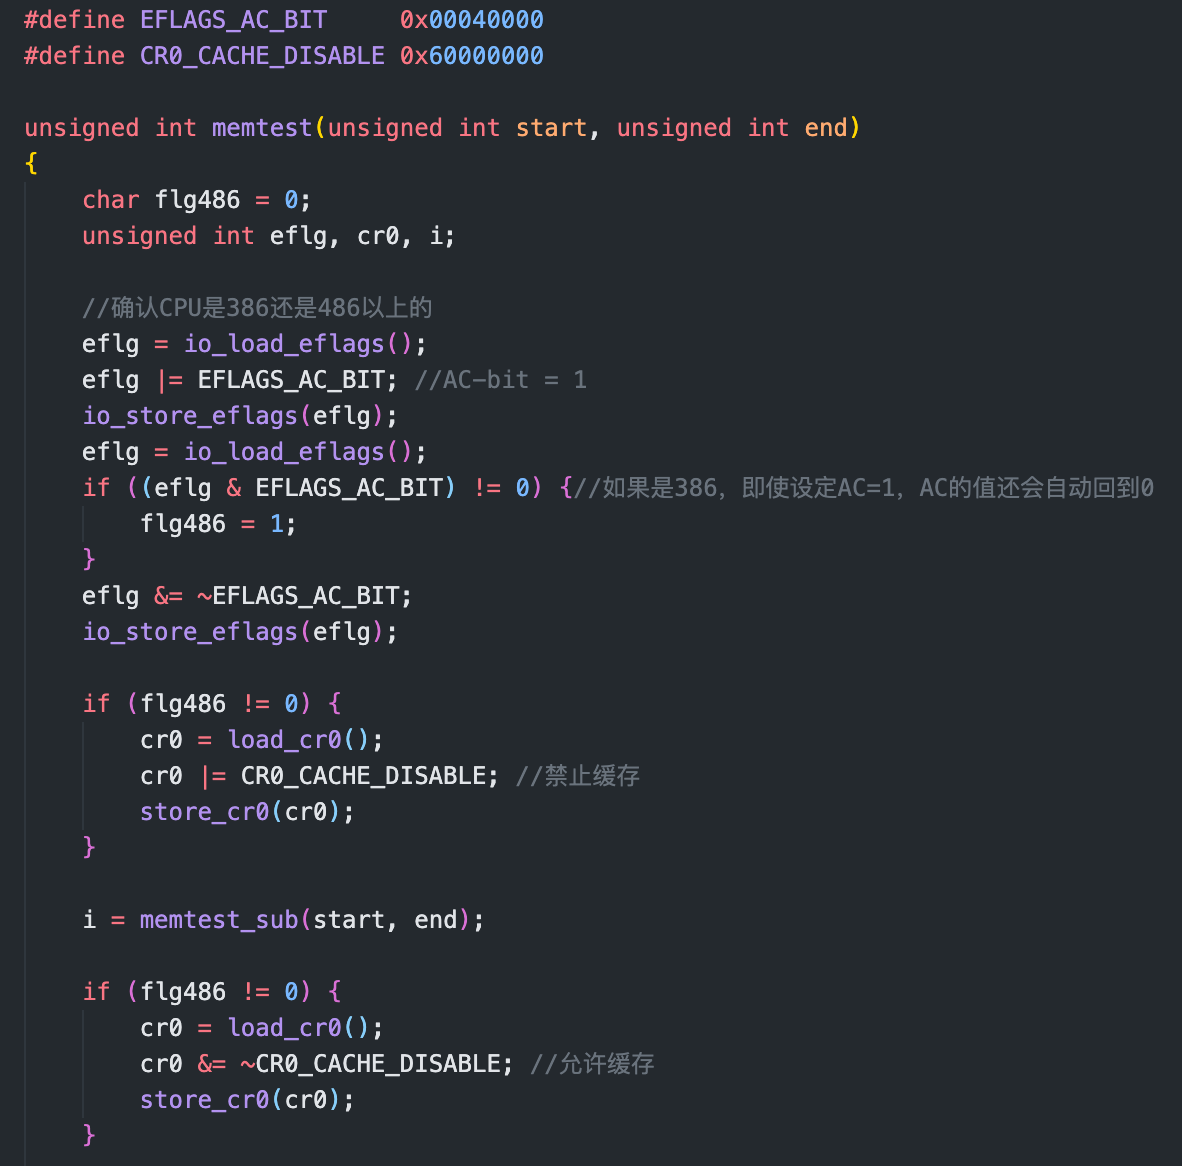 #define EFLAGS_AC_BIT     0x00040000
#define CR0_CACHE_DISABLE 0x60000000

unsigned int memtest(unsigned int start, unsigned int end)
{
    char flg486 = 0;
    unsigned int eflg, cr0, i;

    //确认CPU是386还是486以上的
    eflg = io_load_eflags();
    eflg |= EFLAGS_AC_BIT; //AC-bit = 1
    io_store_eflags(eflg);
    eflg = io_load_eflags();
    if ((eflg & EFLAGS_AC_BIT) != 0) {//如果是386，即使设定AC=1，AC的值还会自动回到0
        flg486 = 1;
    }
    eflg &= ~EFLAGS_AC_BIT;
    io_store_eflags(eflg);

    if (flg486 != 0) {
        cr0 = load_cr0();
        cr0 |= CR0_CACHE_DISABLE; //禁止缓存
        store_cr0(cr0);
    }

    i = memtest_sub(start, end);

    if (flg486 != 0) {
        cr0 = load_cr0();
        cr0 &= ~CR0_CACHE_DISABLE; //允许缓存
        store_cr0(cr0);
    }